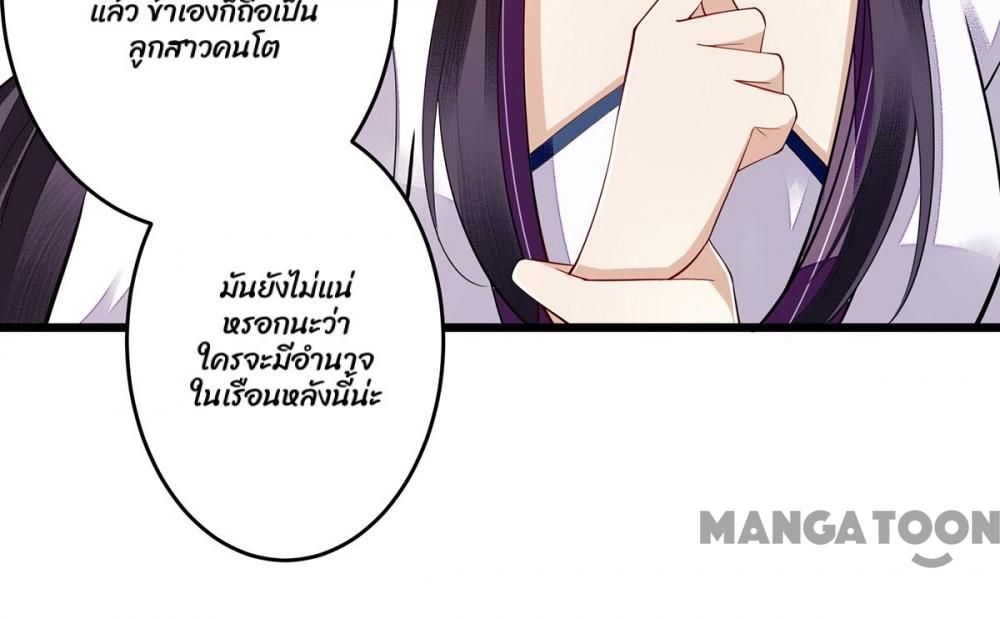 แล้ว ข้าเองก็ถือเป็น
ลูกสาวคนโต
มันยังไม่แน่
หรอกนะว่า
ใครจะมีอำนาจ
ในเรือนหลังนี้น่ะ
MANGATOON